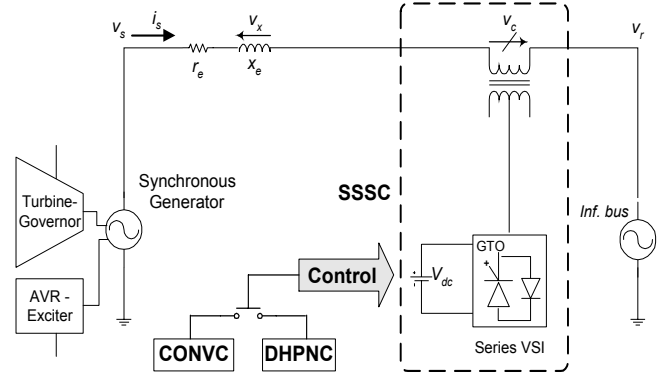 v_s
i_s
v_x
v_c
v_r
r_e
x_e
Turbine-
Governor
Synchronous
Generator
SSSC
Inf. bus
GTO
+
V_dc
Control
AVR -
Exciter
CONVC
DHPNC
Series VSI